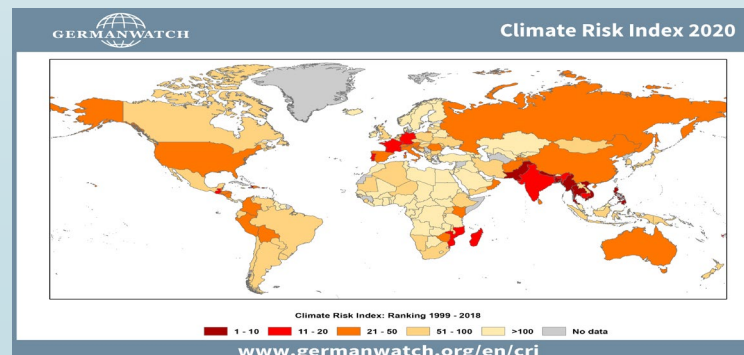 GERMANWATCH
Climate Risk Index 2020
Climate Risk Index: Ranking 1999 - 2018
1 - 10 11 - 20 21 - 50 51 - 100 >100 No data
www.germanwatch.org/en/cri